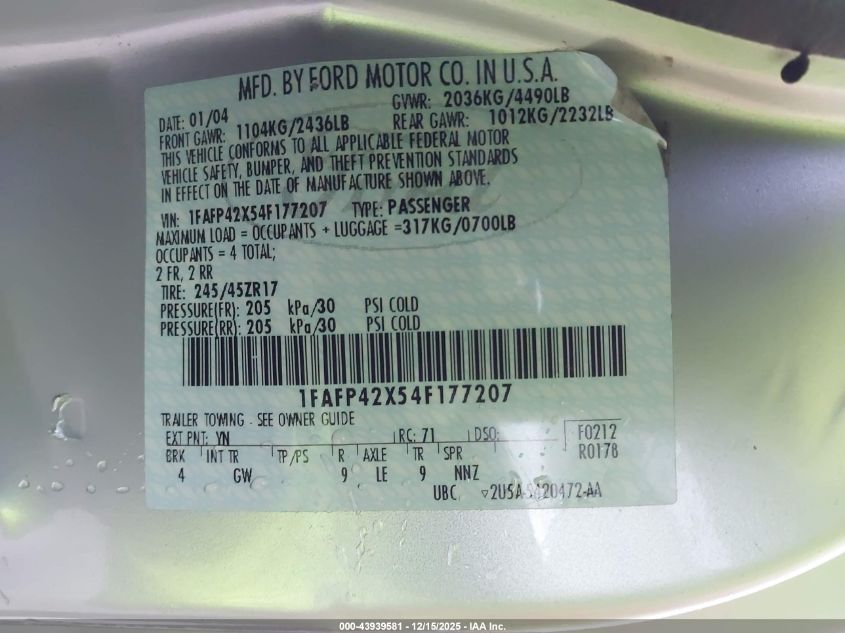 MFD. BY FORD MOTOR CO. IN U.S.A.
DATE: 01/04 GVWR: 2036KG/4490LB
FRONT GAWR: 1104KG/2436LB REAR GAWR: 1012KG/2232LB
THIS VEHICLE CONFORMS TO ALL APPLICABLE FEDERAL MOTOR
VEHICLE SAFETY, BUMPER, AND THEFT PREVENTION STANDARDS
IN EFFECT ON THE DATE OF MANUFACTURE SHOWN ABOVE.
VIN: 1FAFP42X54F177207 TYPE: PASSENGER
MAXIMUM LOAD = OCCUPANTS + LUGGAGE =317KG/0700LB
OCCUPANTS = 4 TOTAL;
2 FR, 2 RR
TIRE: 245/45ZR17
PRESSURE(FR): 205 kPa/30 PSI COLD
PRESSURE(RR): 205 kPa/30 PSI COLD
1FAFP42X54F177207
TRAILER TOWING - SEE OWNER GUIDE
EXT PNT: YN RC: 71 DSO: F0212
BRK INT TR TP/PS R AXLE TR SPR R0178
4 GW 9 LE 9 NNZ
UBC ▿2U5A-5420472-AA
000-43939581 - 12/15/2025 - IAA Inc.